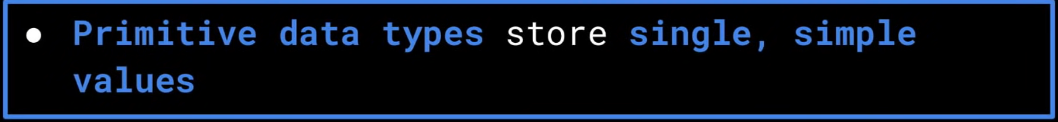 ● Primitive data types store single, simple
values